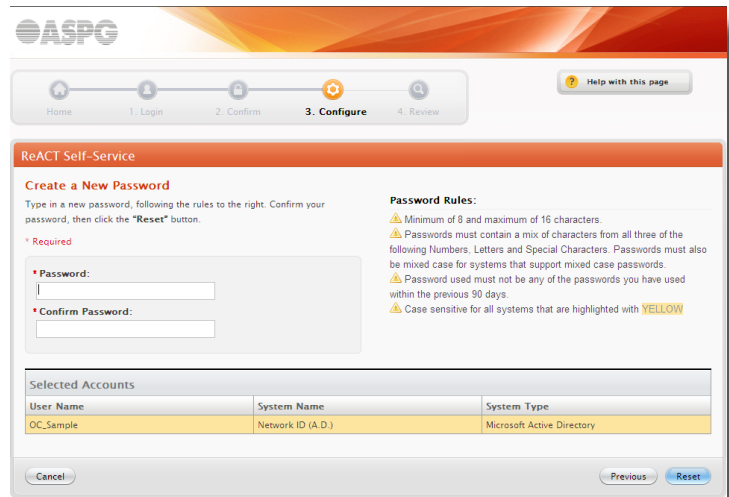 ASPG
Help with this page
Home
1. Login
2. Confirm
3. Configure
4. Review
ReACT Self-Service
Create a New Password
Type in a new password, following the rules to the right. Confirm your
password, then click the "Reset" button.
* Required
* Password:
* Confirm Password:
Password Rules:
Minimum of 8 and maximum of 16 characters.
Passwords must contain a mix of characters from all three of the
following Numbers, Letters and Special Characters. Passwords must also
be mixed case for systems that support mixed case passwords.
Password used must not be any of the passwords you have used
within the previous 90 days.
Case sensitive for all systems that are highlighted with YELLOW
Selected Accounts
User Name System Name System Type
OC_Sample Network ID (A.D.) Microsoft Active Directory
Cancel
Previous
Reset